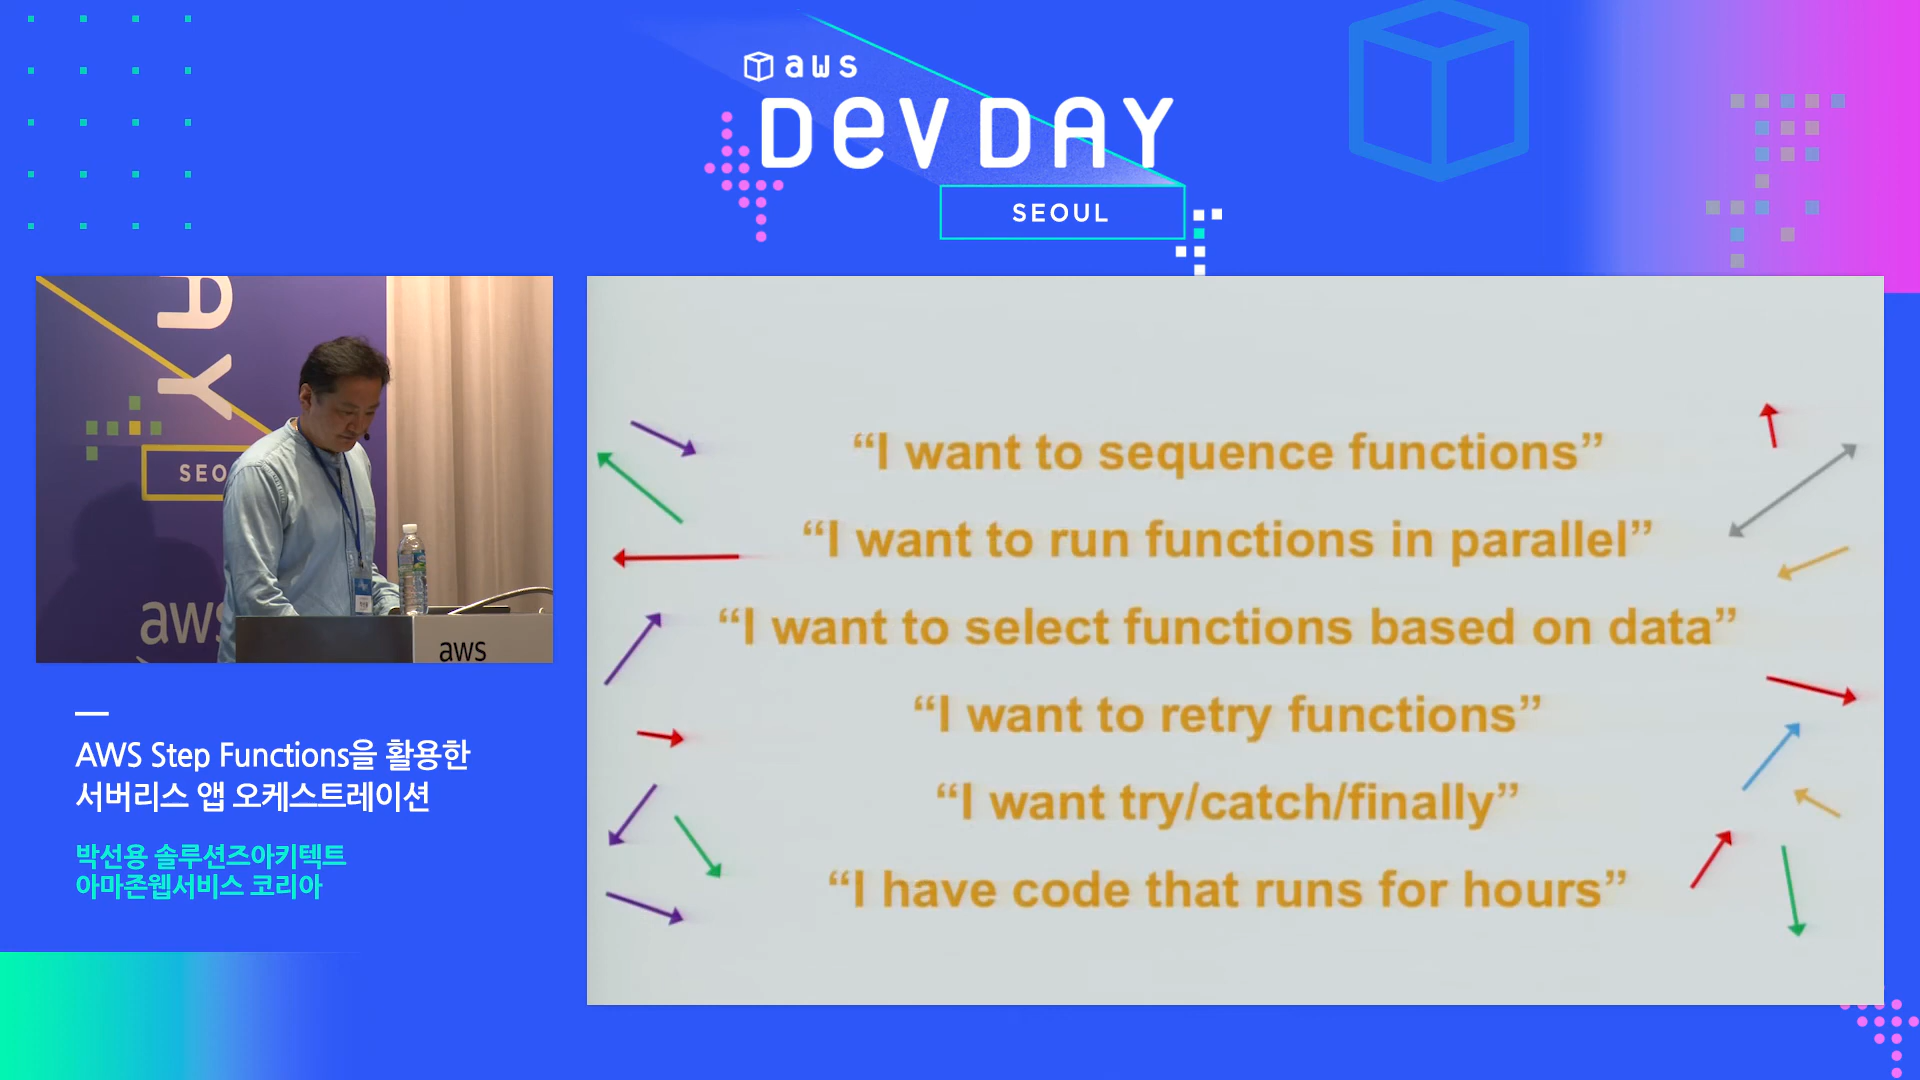 aws
DevDAY
SEOUL
AY
SEO
aws
aws
AWS Step Functions을 활용한
서버리스 앱 오케스트레이션
박선용 솔루션즈아키텍트
아마존웹서비스 코리아
“I want to sequence functions”
“I want to run functions in parallel”
“I want to select functions based on data”
“I want to retry functions”
“I want try/catch/finally”
“I have code that runs for hours”